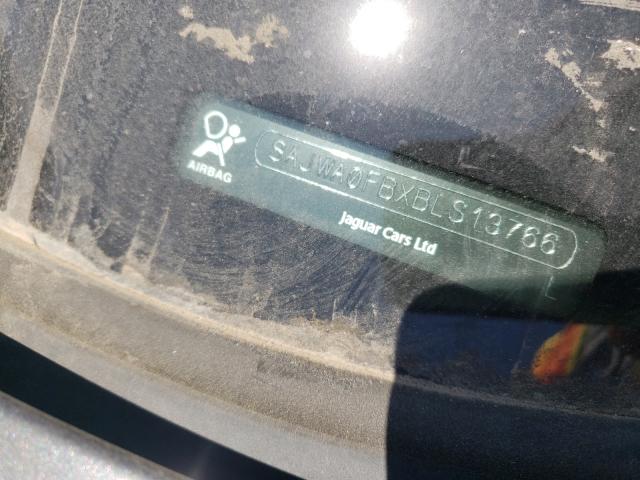 SAJWA0FBXBLS13766
AIRBAG
Jaguar Cars Ltd
L